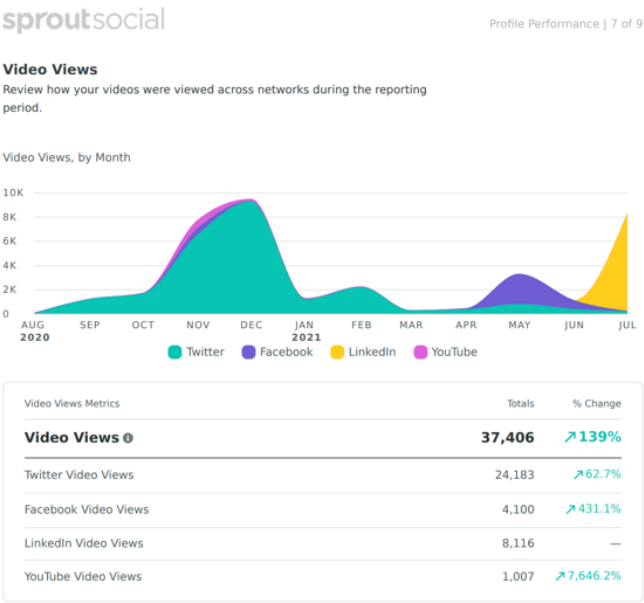 sproutsocial
Profile Performance | 7 of 9
Video Views
Review how your videos were viewed across networks during the reporting
period.
Video Views, by Month
10K
8K
6K
4K
2K
0
AUG SEP OCT NOV DEC JAN FEB MAR APR MAY JUN JUL
2020 2021
Twitter Facebook LinkedIn YouTube
Video Views Metrics Totals % Change
Video Views 37,406 ↗139%
Twitter Video Views 24,183 ↗62.7%
Facebook Video Views 4,100 ↗431.1%
LinkedIn Video Views 8,116 —
YouTube Video Views 1,007 ↗7,646.2%